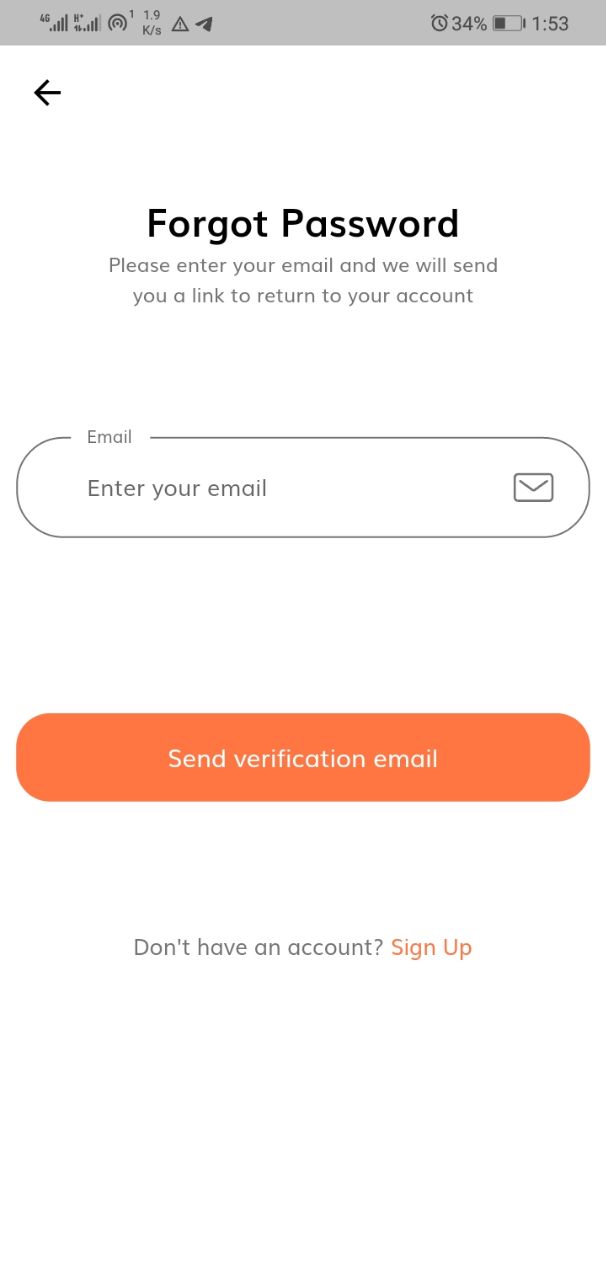 4G H+ 1 1.9 K/s 34% 1:53
Forgot Password
Please enter your email and we will send
you a link to return to your account
Email
Enter your email
Send verification email
Don't have an account? Sign Up